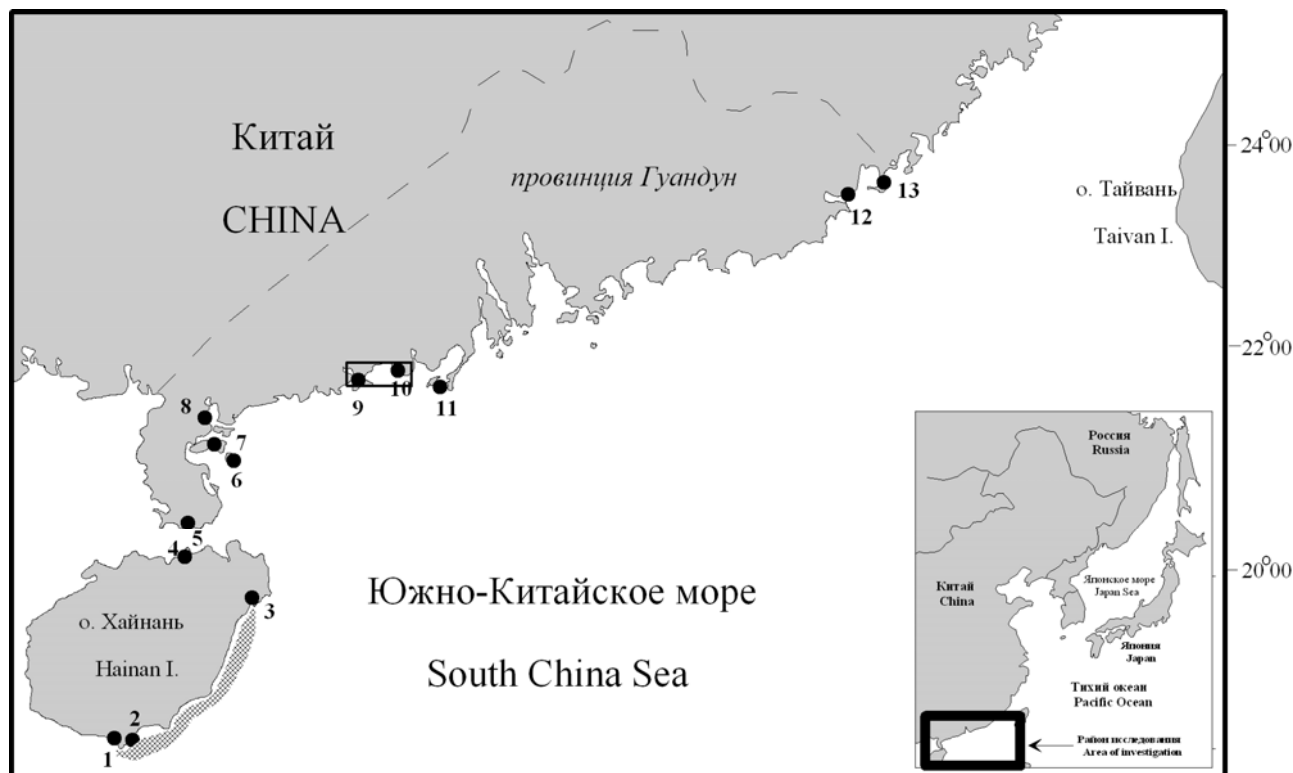 Китай
CHINA
провинция Гуандун
24°00
о. Тайвань
Taivan I.
13
12
22°00
8
7
6
9
10
11
5
4
3
20°00
о. Хайнань
Hainan I.
2
1
Южно-Китайское море
South China Sea
Россия
Russia
Китай
China
Японское море
Japan Sea
Япония
Japan
Тихий океан
Pacific Ocean
Район исследования
Area of investigation